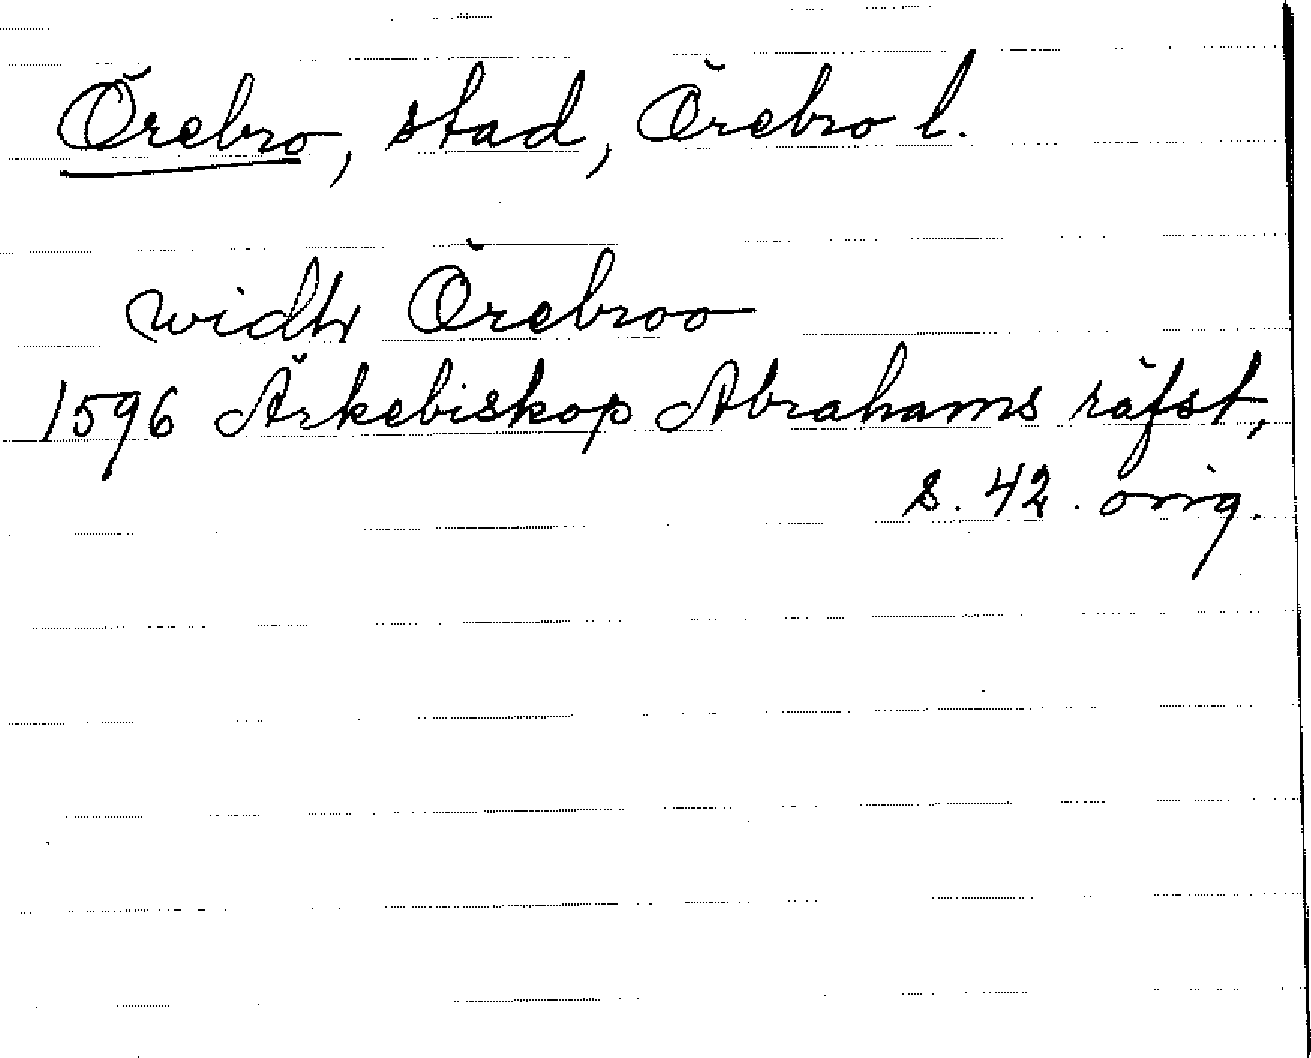 Örebro, stad, Örebro l.
widh Örebroo
1596 Ärkebiskop Abrahams räfst,
s. 42. orig.